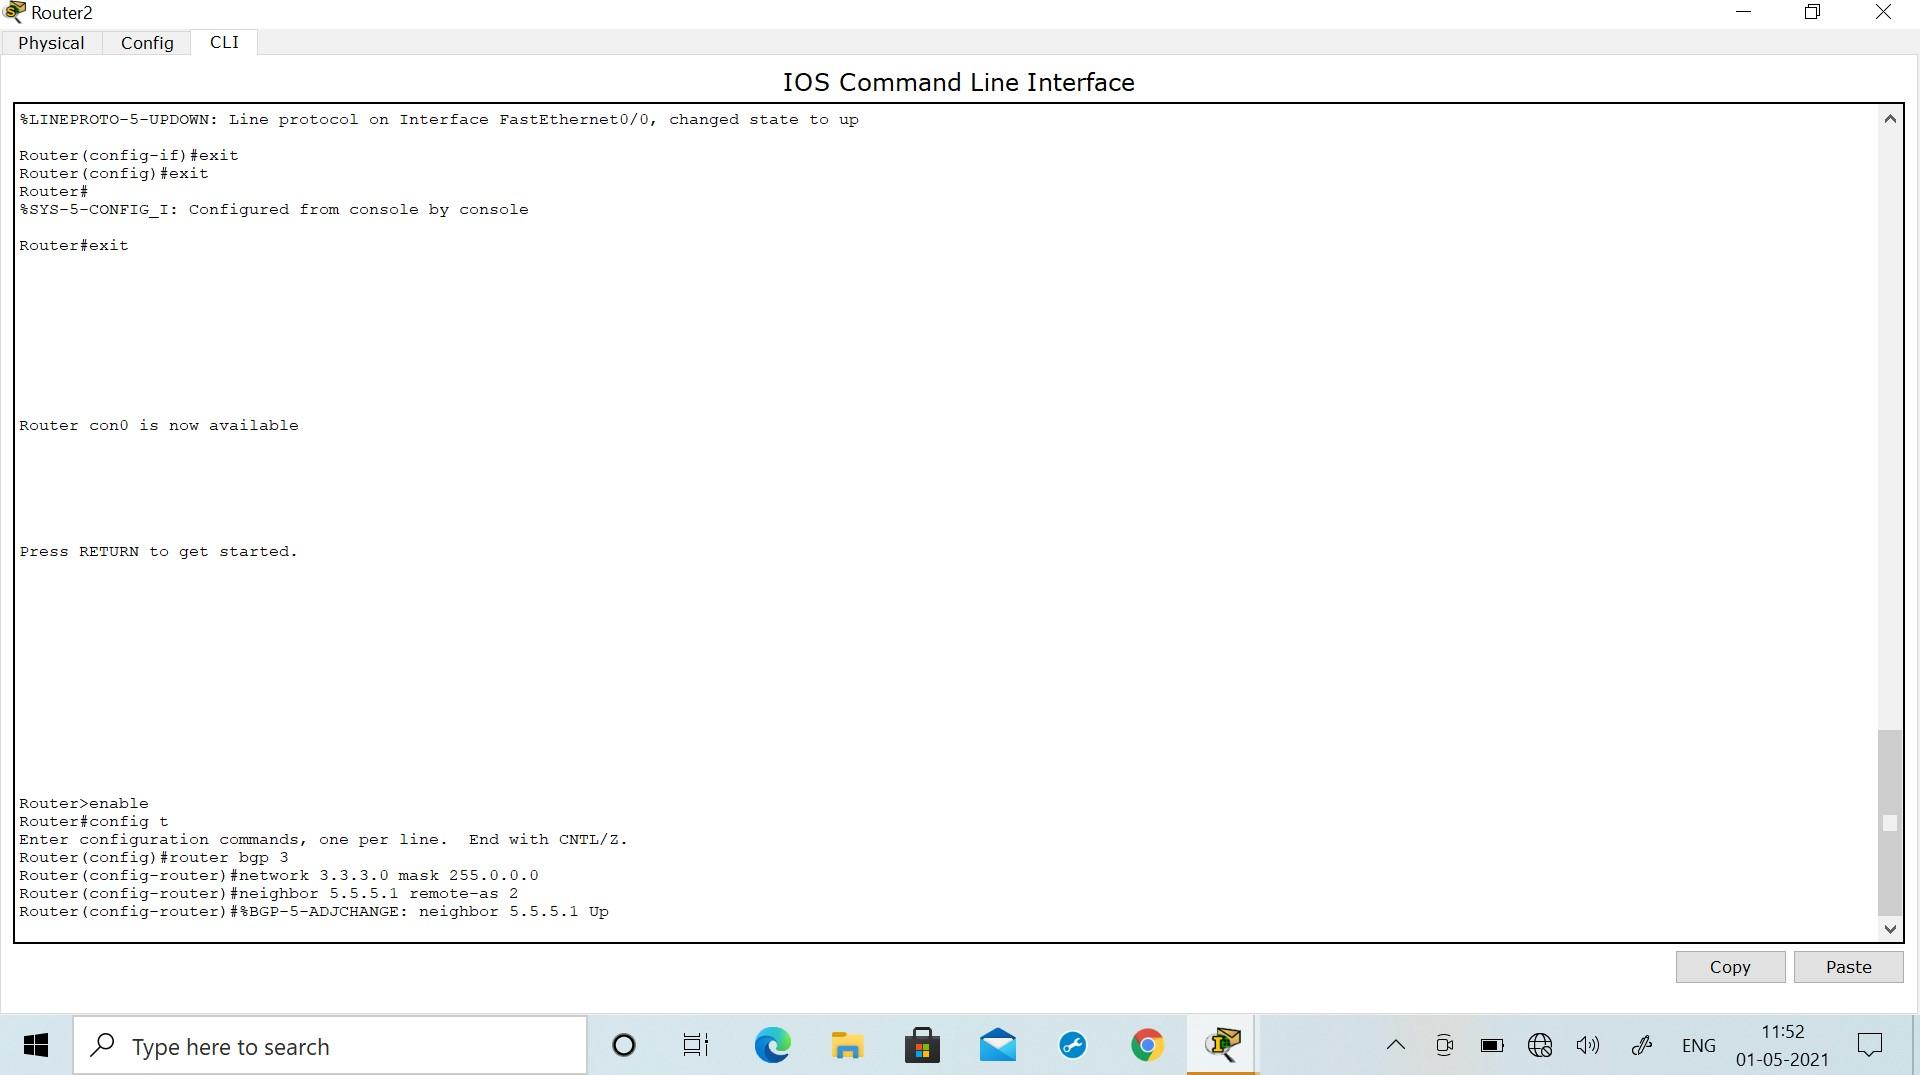 Router2
Physical Config CLI
IOS Command Line Interface
%LINEPROTO-5-UPDOWN: Line protocol on Interface FastEthernet0/0, changed state to up
Router(config-if)#exit
Router(config)#exit
Router#
%SYS-5-CONFIG_I: Configured from console by console
Router#exit
Router con0 is now available
Press RETURN to get started.
Router>enable
Router#config t
Enter configuration commands, one per line.  End with CNTL/Z.
Router(config)#router bgp 3
Router(config-router)#network 3.3.3.0 mask 255.0.0.0
Router(config-router)#neighbor 5.5.5.1 remote-as 2
Router(config-router)#%BGP-5-ADJCHANGE: neighbor 5.5.5.1 Up
Copy Paste
Type here to search
ENG
11:52
01-05-2021